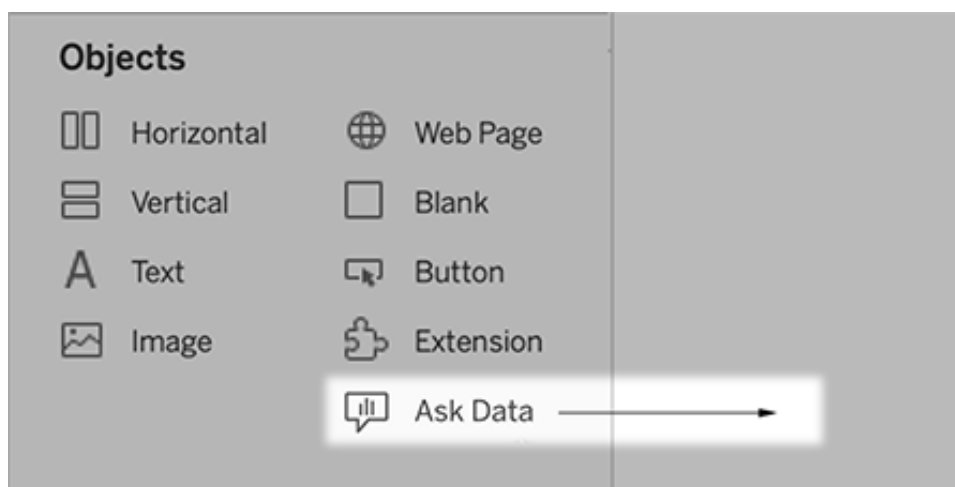 Objects
Horizontal
Web Page
Vertical
Blank
Text
Button
Image
Extension
Ask Data